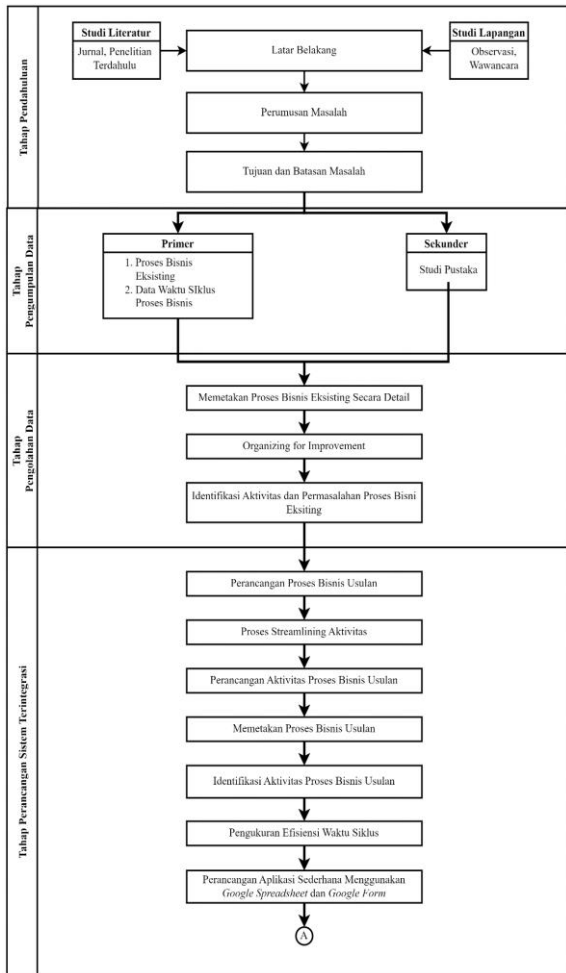 Tahap Pendahuluan
Studi Literatur
Jurnal, Penelitian
Terdahulu
Latar Belakang
Studi Lapangan
Observasi,
Wawancara
Perumusan Masalah
Tujuan dan Batasan Masalah
Tahap
Pengumpulan Data
Primer
1. Proses Bisnis
Eksisting
2. Data Waktu SIklus
Proses Bisnis
Sekunder
Studi Pustaka
Tahap
Pengolahan Data
Memetakan Proses Bisnis Eksisting Secara Detail
Organizing for Improvement
Identifikasi Aktivitas dan Permasalahan Proses Bisni
Eksiting
Tahap Perancangan Sistem Terintegrasi
Perancangan Proses Bisnis Usulan
Proses Streamlining Aktivitas
Perancangan Aktivitas Proses Bisnis Usulan
Memetakan Proses Bisnis Usulan
Identifikasi Aktivitas Proses Bisnis Usulan
Pengukuran Efisiensi Waktu Siklus
Perancangan Aplikasi Sederhana Menggunakan
Google Spreadsheet dan Google Form
A